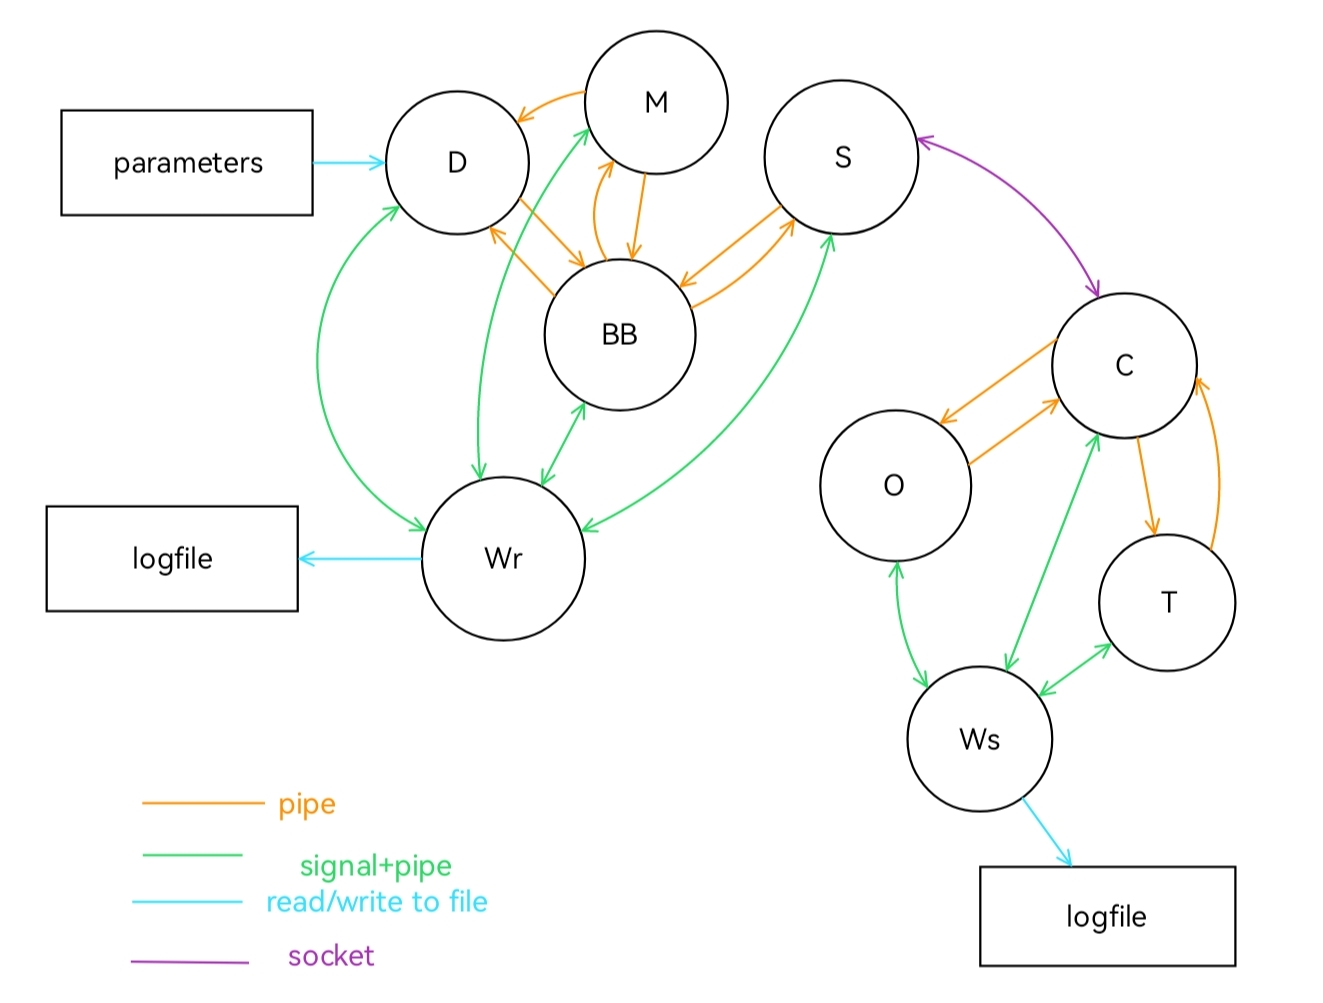 M
S
parameters
D
BB
C
O
logfile
Wr
T
Ws
pipe
signal+pipe
read/write to file
logfile
socket